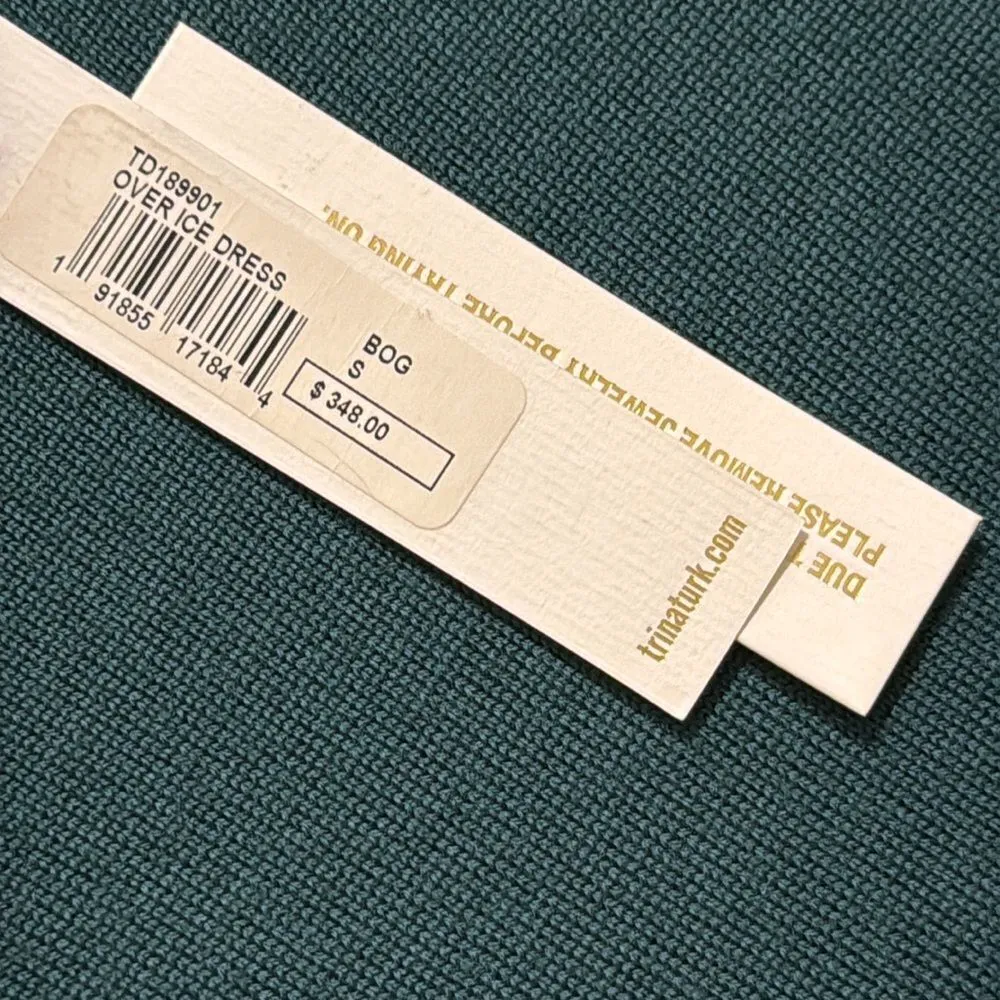 TD189901
OVER ICE DRESS
1 91855 17184 4
BOG
S
$ 348.00
trinaturk.com
DUE
PLEASE REMOVE JEWELRY BEFORE TRYING ON.